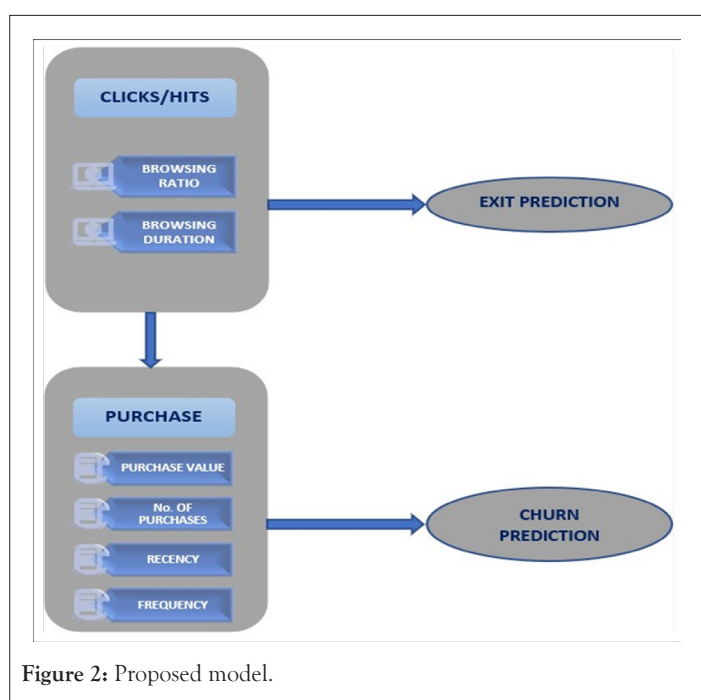 CLICKS/HITS
BROWSING
RATIO
BROWSING
DURATION
EXIT PREDICTION
PURCHASE
PURCHASE VALUE
No. OF
PURCHASES
RECENCY
FREQUENCY
CHURN
PREDICTION
Figure 2: Proposed model.